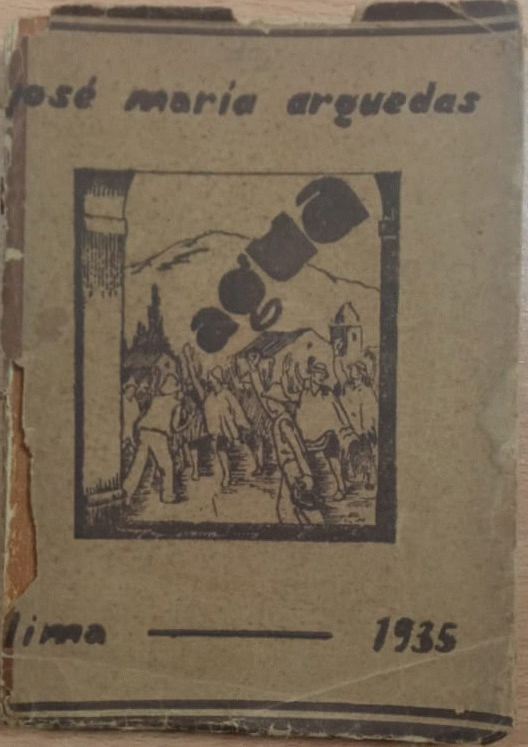 josé maría arguedas
agua
lima — 1935